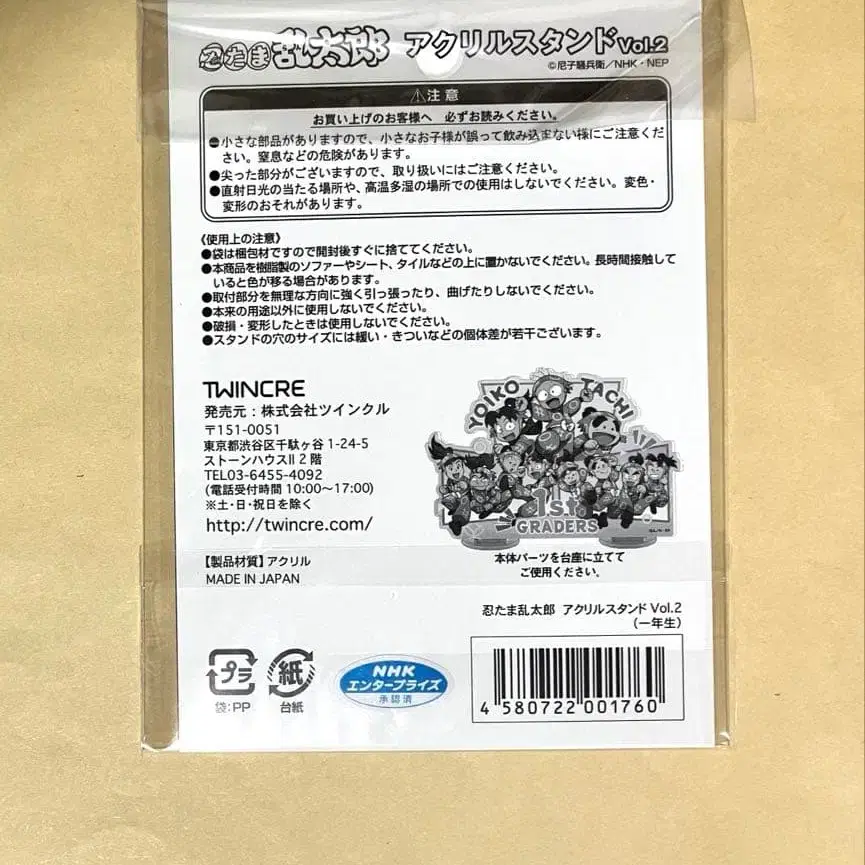 忍たま乱太郎 アクリルスタンドVol.2
©尼子騒兵衛/NHK・NEP
⚠注意
お買い上げのお客様へ 必ずお読みください。
●小さな部品がありますので、小さなお子様が誤って飲み込まない様にご注意くだ
さい。窒息などの危険があります。
●尖った部分がございますので、取り扱いにはご注意ください。
●直射日光の当たる場所や、高温多湿の場所での使用はしないでください。変色・
変形のおそれがあります。
《使用上の注意》
●袋は梱包材ですので開封後すぐに捨ててください。
●本商品を樹脂製のソファーやシート、タイルなどの上に置かないでください。長時間接触して
いると色が移る場合があります。
●取付部分を無理な方向に強く引っ張ったり、曲げたりしないでください。
●本来の用途以外に使用しないでください。
●破損・変形したときは使用しないでください。
●スタンドの穴のサイズには緩い・きついなどの個体差が若干ございます。
TWINCRE
発売元:株式会社ツインクル
〒151-0051
東京都渋谷区千駄ヶ谷1-24-5
ストーンハウスⅡ2階
TEL03-6455-4092
(電話受付時間 10:00〜17:00)
※土・日・祝日を除く
http://twincre.com/
【製品材質】アクリル
MADE IN JAPAN
YOIKO TACHI
1st.
GRADERS
本体パーツを台座に立てて
ご使用ください。
忍たま乱太郎 アクリルスタンド Vol.2
(一年生)
プラ
袋:PP
紙
台紙
NHK
エンタープライズ
承認済
4 580722 001760